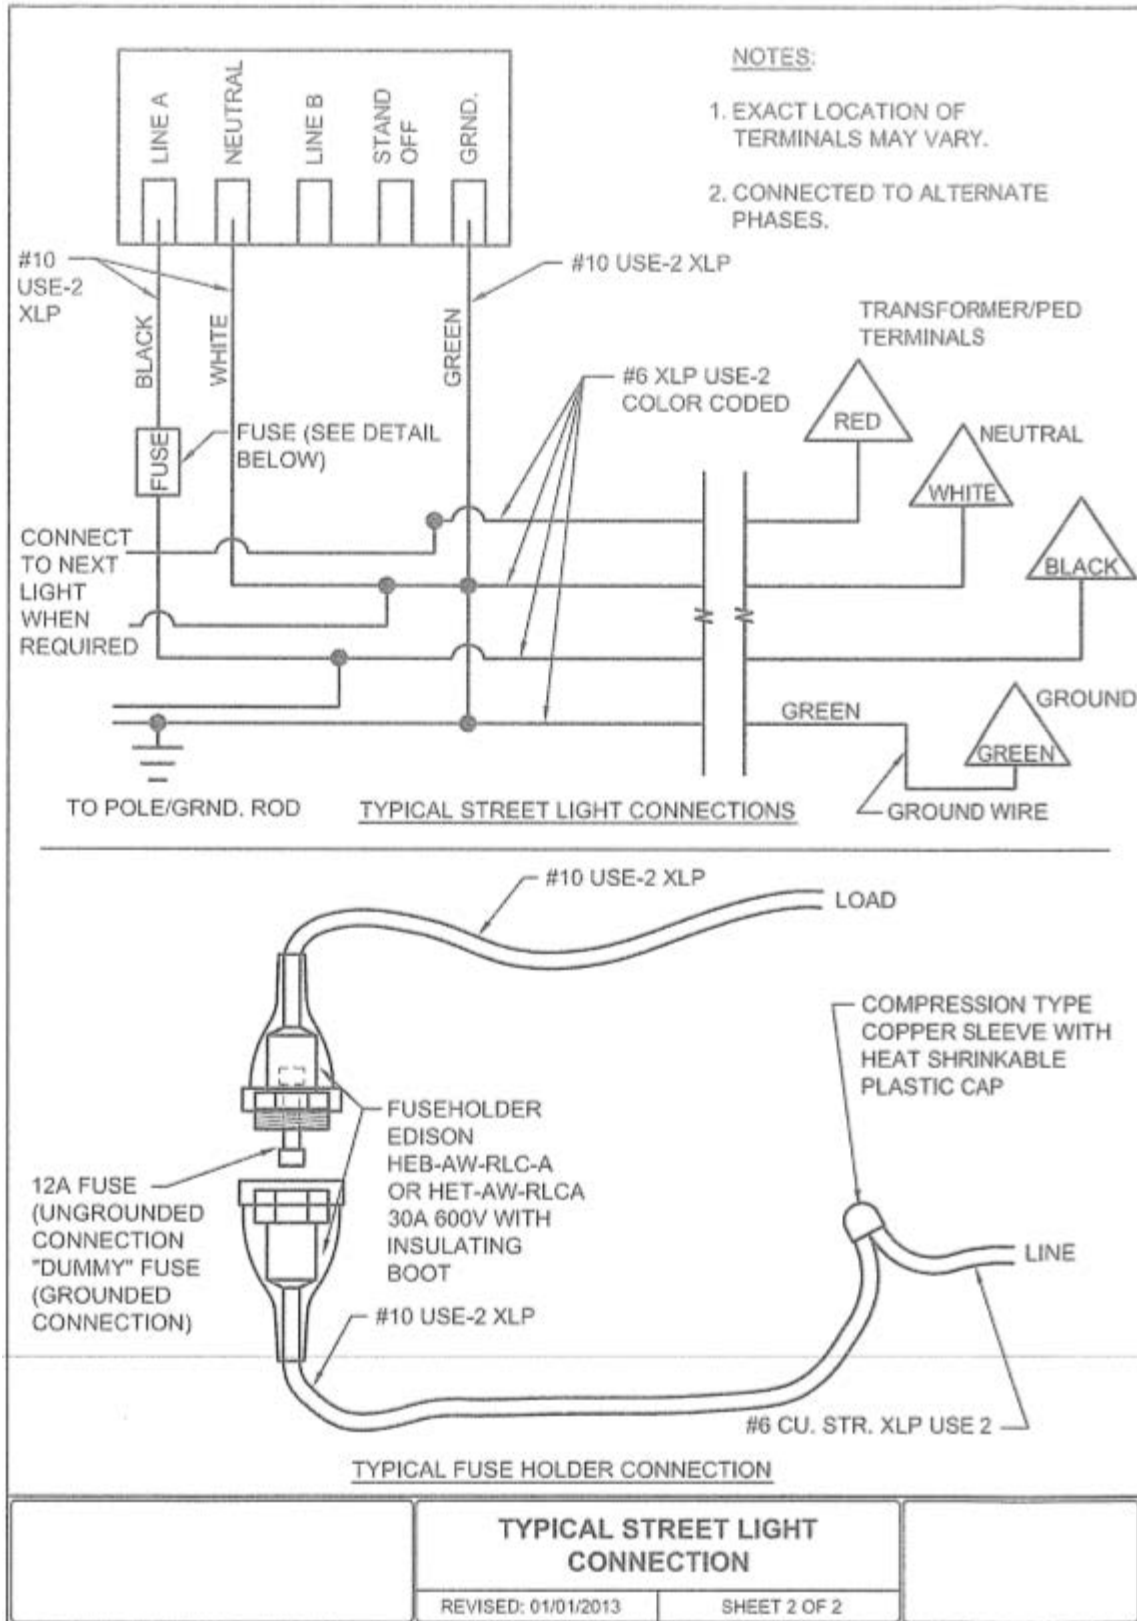 NOTES:
1. EXACT LOCATION OF
TERMINALS MAY VARY.
2. CONNECTED TO ALTERNATE
PHASES.
LINE A
NEUTRAL
LINE B
STAND
OFF
GRND.
#10
USE-2
XLP
#10 USE-2 XLP
BLACK
WHITE
GREEN
TRANSFORMER/PED
TERMINALS
#6 XLP USE-2
COLOR CODED
RED
NEUTRAL
WHITE
BLACK
FUSE
FUSE (SEE DETAIL
BELOW)
CONNECT
TO NEXT
LIGHT
WHEN
REQUIRED
GREEN
GROUND
GREEN
GROUND WIRE
TO POLE/GRND. ROD
TYPICAL STREET LIGHT CONNECTIONS
#10 USE-2 XLP
LOAD
COMPRESSION TYPE
COPPER SLEEVE WITH
HEAT SHRINKABLE
PLASTIC CAP
FUSEHOLDER
EDISON
HEB-AW-RLC-A
OR HET-AW-RLCA
30A 600V WITH
INSULATING
BOOT
12A FUSE
(UNGROUNDED
CONNECTION
"DUMMY" FUSE
(GROUNDED
CONNECTION)
LINE
#10 USE-2 XLP
#6 CU. STR. XLP USE 2
TYPICAL FUSE HOLDER CONNECTION
TYPICAL STREET LIGHT
CONNECTION
REVISED: 01/01/2013
SHEET 2 OF 2